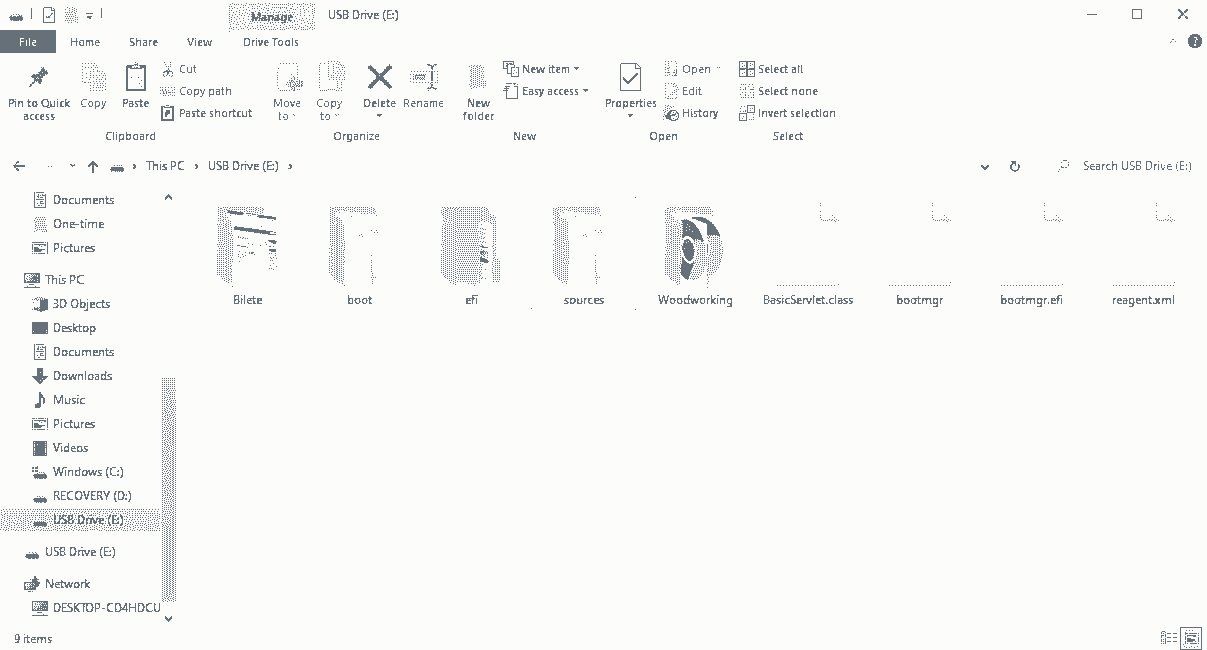 Manage
USB Drive (E:)
File
Home
Share
View
Drive Tools
Pin to Quick
access
Copy
Paste
Cut
Copy path
Paste shortcut
Clipboard
Move
to
Copy
to
Delete
Rename
Organize
New
folder
New item
Easy access
New
Properties
Open
Edit
History
Open
Select all
Select none
Invert selection
Select
This PC
USB Drive (E:)
Search USB Drive (E:)
Documents
One-time
Pictures
This PC
3D Objects
Desktop
Documents
Downloads
Music
Pictures
Videos
Windows (C:)
RECOVERY (D:)
USB Drive (E:)
USB Drive (E:)
Network
DESKTOP-CD4HDCU
Bilete
boot
efi
sources
Woodworking
BasicServlet.class
bootmgr
bootmgr.efi
reagent.xml
9 items